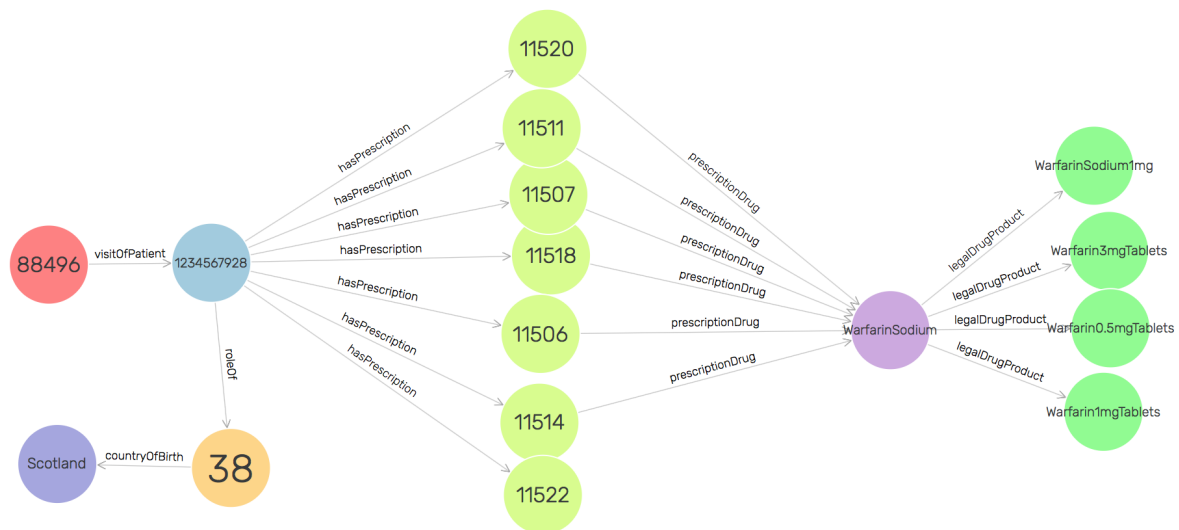 11520
hasPrescription
11511
prescriptionDrug
WarfarinSodium1mg
hasPrescription
11507
prescriptionDrug
legalDrugProduct
hasPrescription
prescriptionDrug
Warfarin3mgTablets
88496
visitOfPatient
1234567928
hasPrescription
11518
prescriptionDrug
legalDrugProduct
hasPrescription
11506
prescriptionDrug
WarfarinSodium
legalDrugProduct
Warfarin0.5mgTablets
roleOf
hasPrescription
prescriptionDrug
legalDrugProduct
hasPrescription
11514
Warfarin1mgTablets
Scotland
countryOfBirth
38
11522